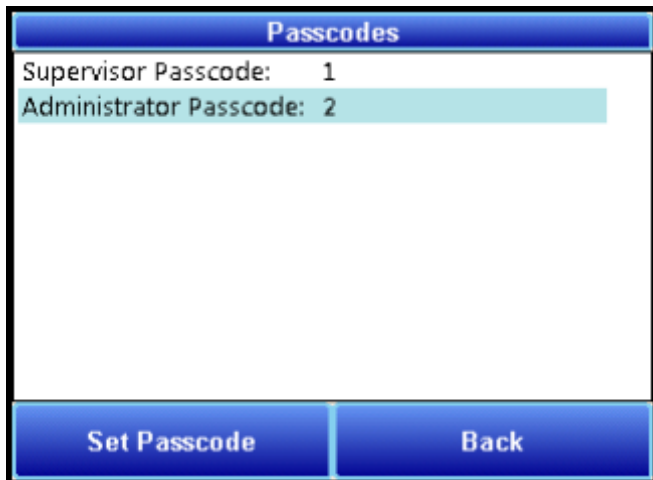 Passcodes
Supervisor Passcode: 1
Administrator Passcode: 2
Set Passcode
Back